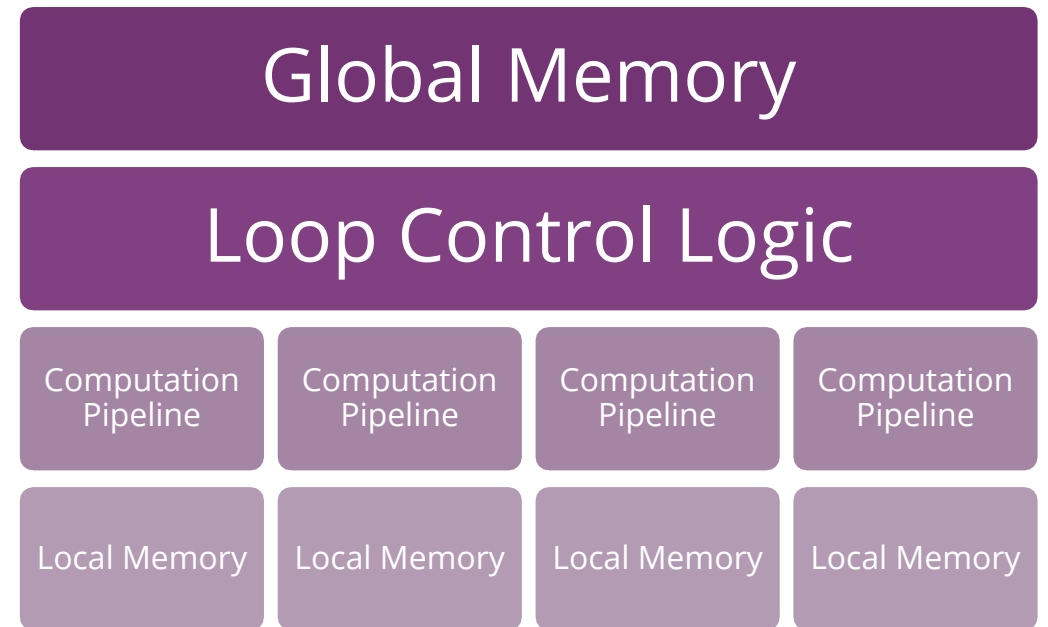 Global Memory
Loop Control Logic
Computation Computation Computation Computation
Pipeline Pipeline Pipeline Pipeline
Local Memory Local Memory Local Memory Local Memory